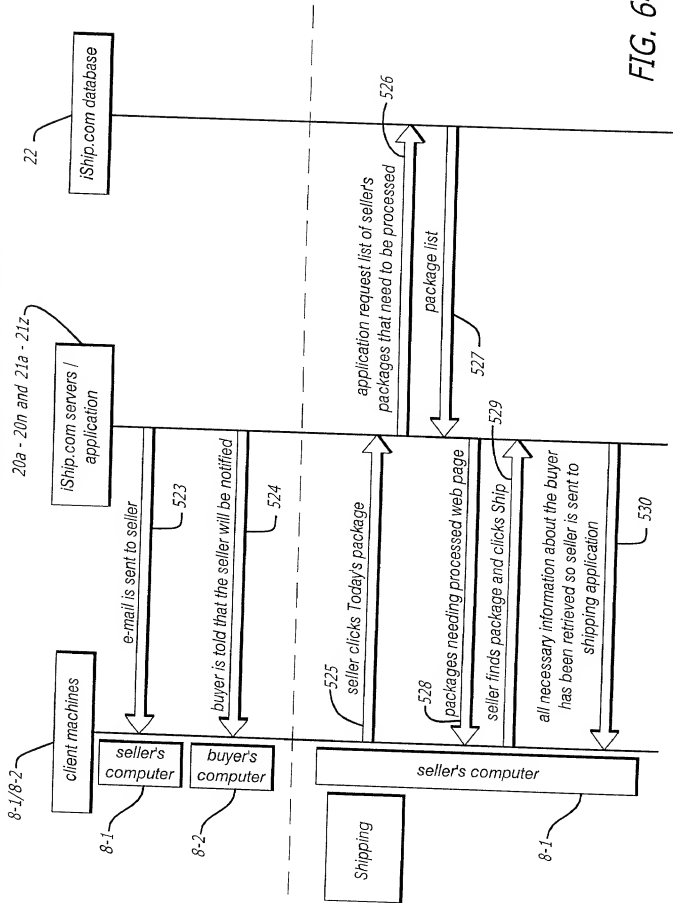 8-1/8-2
client machines
20a - 20n and 21a - 21z
iShip.com servers /
application
22
iShip.com database
seller's
computer
8-1
e-mail is sent to seller
523
buyer's
computer
8-2
buyer is told that the seller will be notified
524
Shipping
seller's computer
8-1
525
seller clicks Today's package
application request list of seller's
packages that need to be processed
526
package list
527
528
packages needing processed web page
seller finds package and clicks Ship
529
all necessary information about the buyer
has been retrieved so seller is sent to
shipping application
530